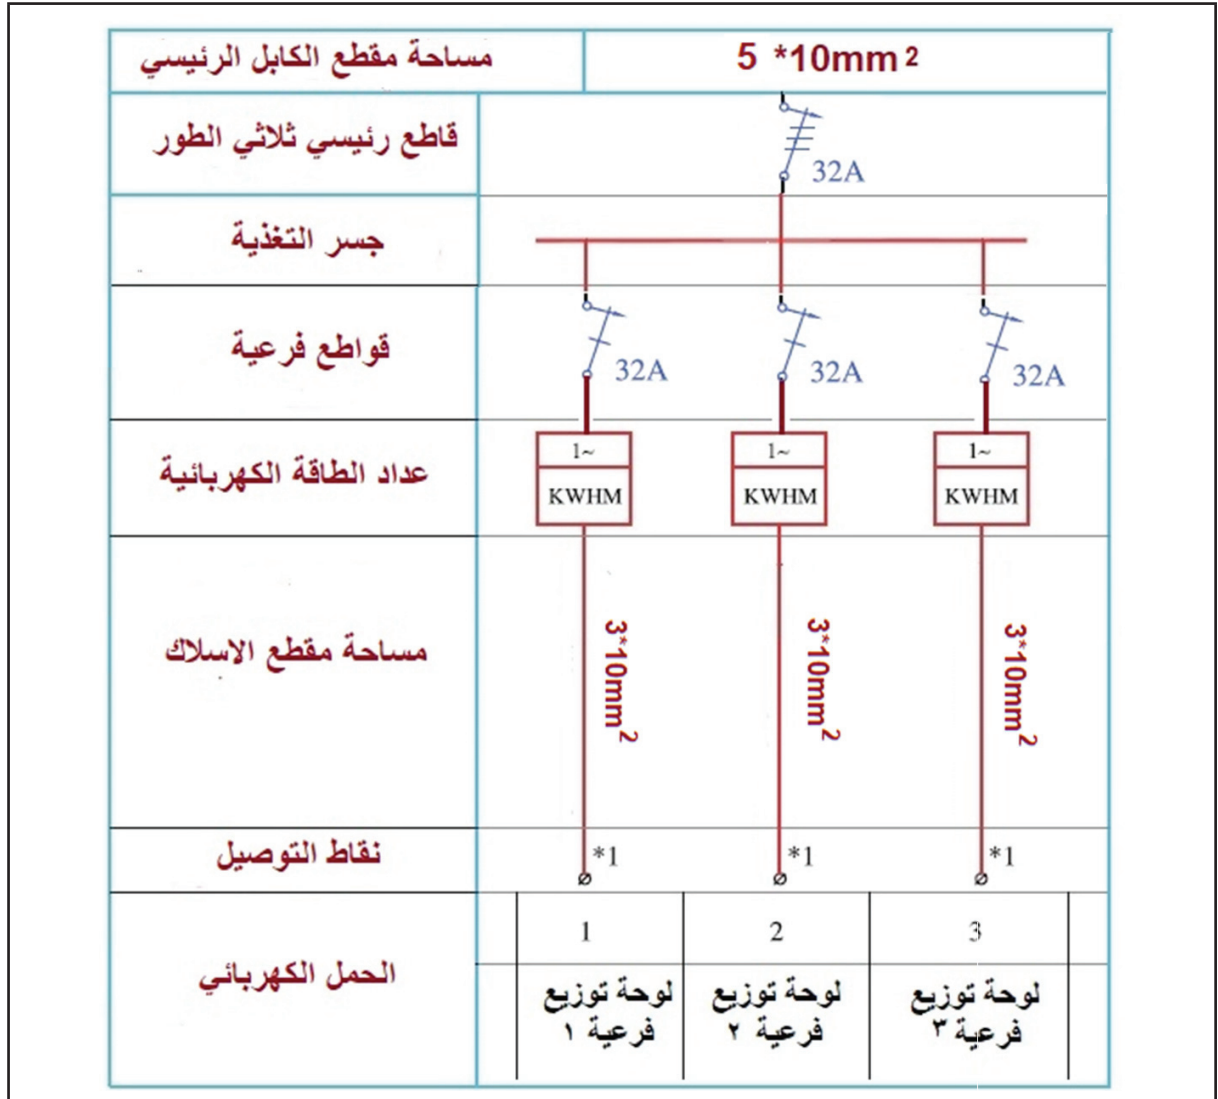 مساحة مقطع الكابل الرئيسي
5 *10mm²
قاطع رئيسي ثلاثي الطور
32A
جسر التغذية
قواطع فرعية
32A
32A
32A
عداد الطاقة الكهربائية
1~
KWHM
1~
KWHM
1~
KWHM
مساحة مقطع الاسلاك
3*10mm²
3*10mm²
3*10mm²
نقاط التوصيل
*1
*1
*1
الحمل الكهربائي
1
2
3
لوحة توزيع
فرعية ١
لوحة توزيع
فرعية ٢
لوحة توزيع
فرعية ٣